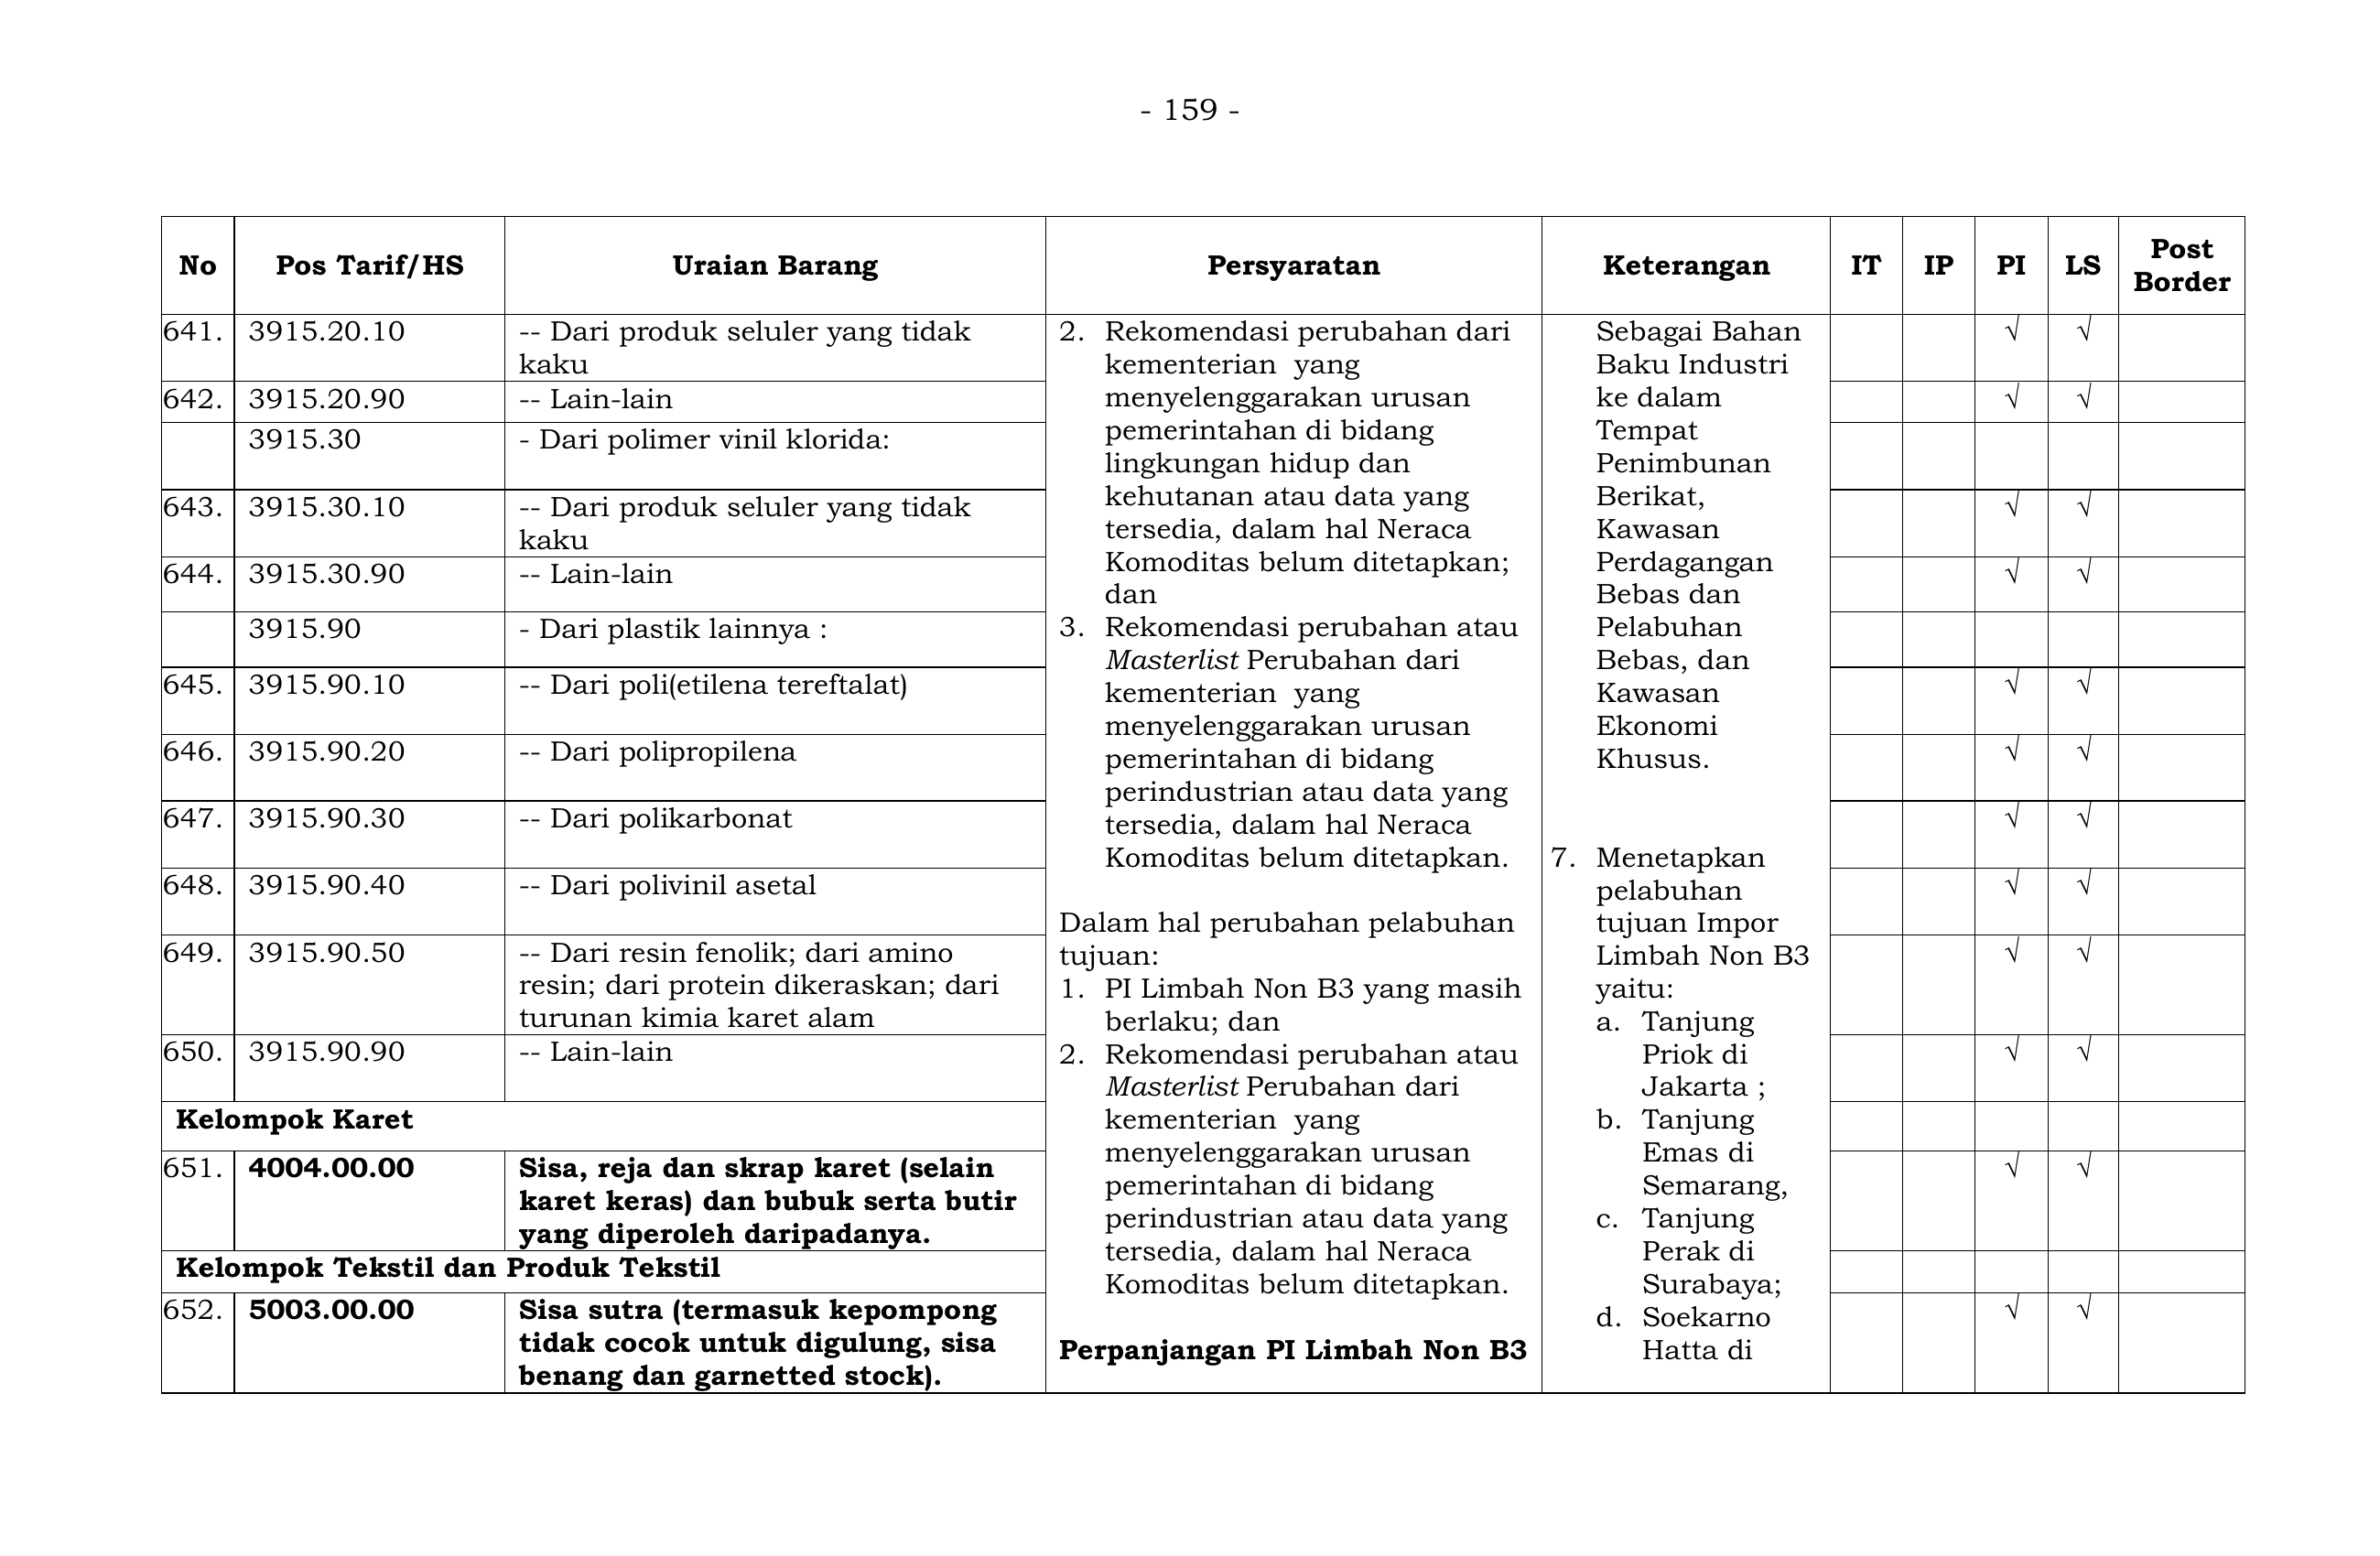 - 159 -
No Pos Tarif/HS Uraian Barang Persyaratan Keterangan IT IP PI LS Post Border
641. 3915.20.10 -- Dari produk seluler yang tidak
kaku
√ √
642. 3915.20.90 -- Lain-lain √ √
3915.30 - Dari polimer vinil klorida:
643. 3915.30.10 -- Dari produk seluler yang tidak
kaku
√ √
644. 3915.30.90 -- Lain-lain √ √
3915.90 - Dari plastik lainnya :
645. 3915.90.10 -- Dari poli(etilena tereftalat) √ √
646. 3915.90.20 -- Dari polipropilena √ √
647. 3915.90.30 -- Dari polikarbonat √ √
648. 3915.90.40 -- Dari polivinil asetal √ √
649. 3915.90.50 -- Dari resin fenolik; dari amino
resin; dari protein dikeraskan; dari
turunan kimia karet alam
√ √
650. 3915.90.90 -- Lain-lain √ √
Kelompok Karet
651. 4004.00.00 Sisa, reja dan skrap karet (selain
karet keras) dan bubuk serta butir
yang diperoleh daripadanya.
√ √
Kelompok Tekstil dan Produk Tekstil
652. 5003.00.00 Sisa sutra (termasuk kepompong
tidak cocok untuk digulung, sisa
benang dan garnetted stock).
√ √
2. Rekomendasi perubahan dari
kementerian yang
menyelenggarakan urusan
pemerintahan di bidang
lingkungan hidup dan
kehutanan atau data yang
tersedia, dalam hal Neraca
Komoditas belum ditetapkan;
dan
3. Rekomendasi perubahan atau
Masterlist Perubahan dari
kementerian yang
menyelenggarakan urusan
pemerintahan di bidang
perindustrian atau data yang
tersedia, dalam hal Neraca
Komoditas belum ditetapkan.
Dalam hal perubahan pelabuhan
tujuan:
1. PI Limbah Non B3 yang masih
berlaku; dan
2. Rekomendasi perubahan atau
Masterlist Perubahan dari
kementerian yang
menyelenggarakan urusan
pemerintahan di bidang
perindustrian atau data yang
tersedia, dalam hal Neraca
Komoditas belum ditetapkan.
Perpanjangan PI Limbah Non B3
Sebagai Bahan
Baku Industri
ke dalam
Tempat
Penimbunan
Berikat,
Kawasan
Perdagangan
Bebas dan
Pelabuhan
Bebas, dan
Kawasan
Ekonomi
Khusus.
7. Menetapkan
pelabuhan
tujuan Impor
Limbah Non B3
yaitu:
a. Tanjung
Priok di
Jakarta ;
b. Tanjung
Emas di
Semarang,
c. Tanjung
Perak di
Surabaya;
d. Soekarno
Hatta di